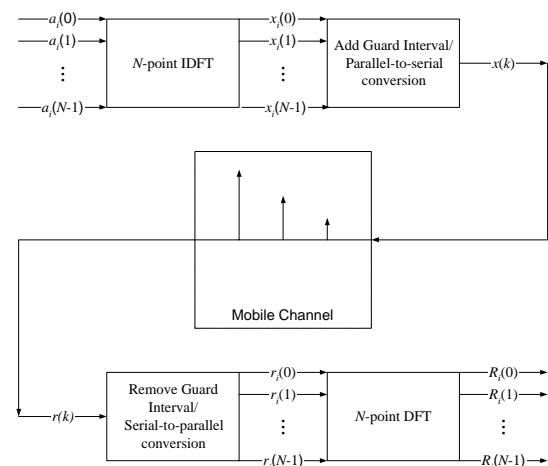 a_i(0)
a_i(1)
⋮
a_i(N-1)
N-point IDFT
x_i(0)
x_i(1)
⋮
x_i(N-1)
Add Guard Interval/
Parallel-to-serial
conversion
x(k)
Mobile Channel
r(k)
Remove Guard
Interval/
Serial-to-parallel
conversion
r_i(0)
r_i(1)
⋮
r_i(N-1)
N-point DFT
R_i(0)
R_i(1)
⋮
R_i(N-1)